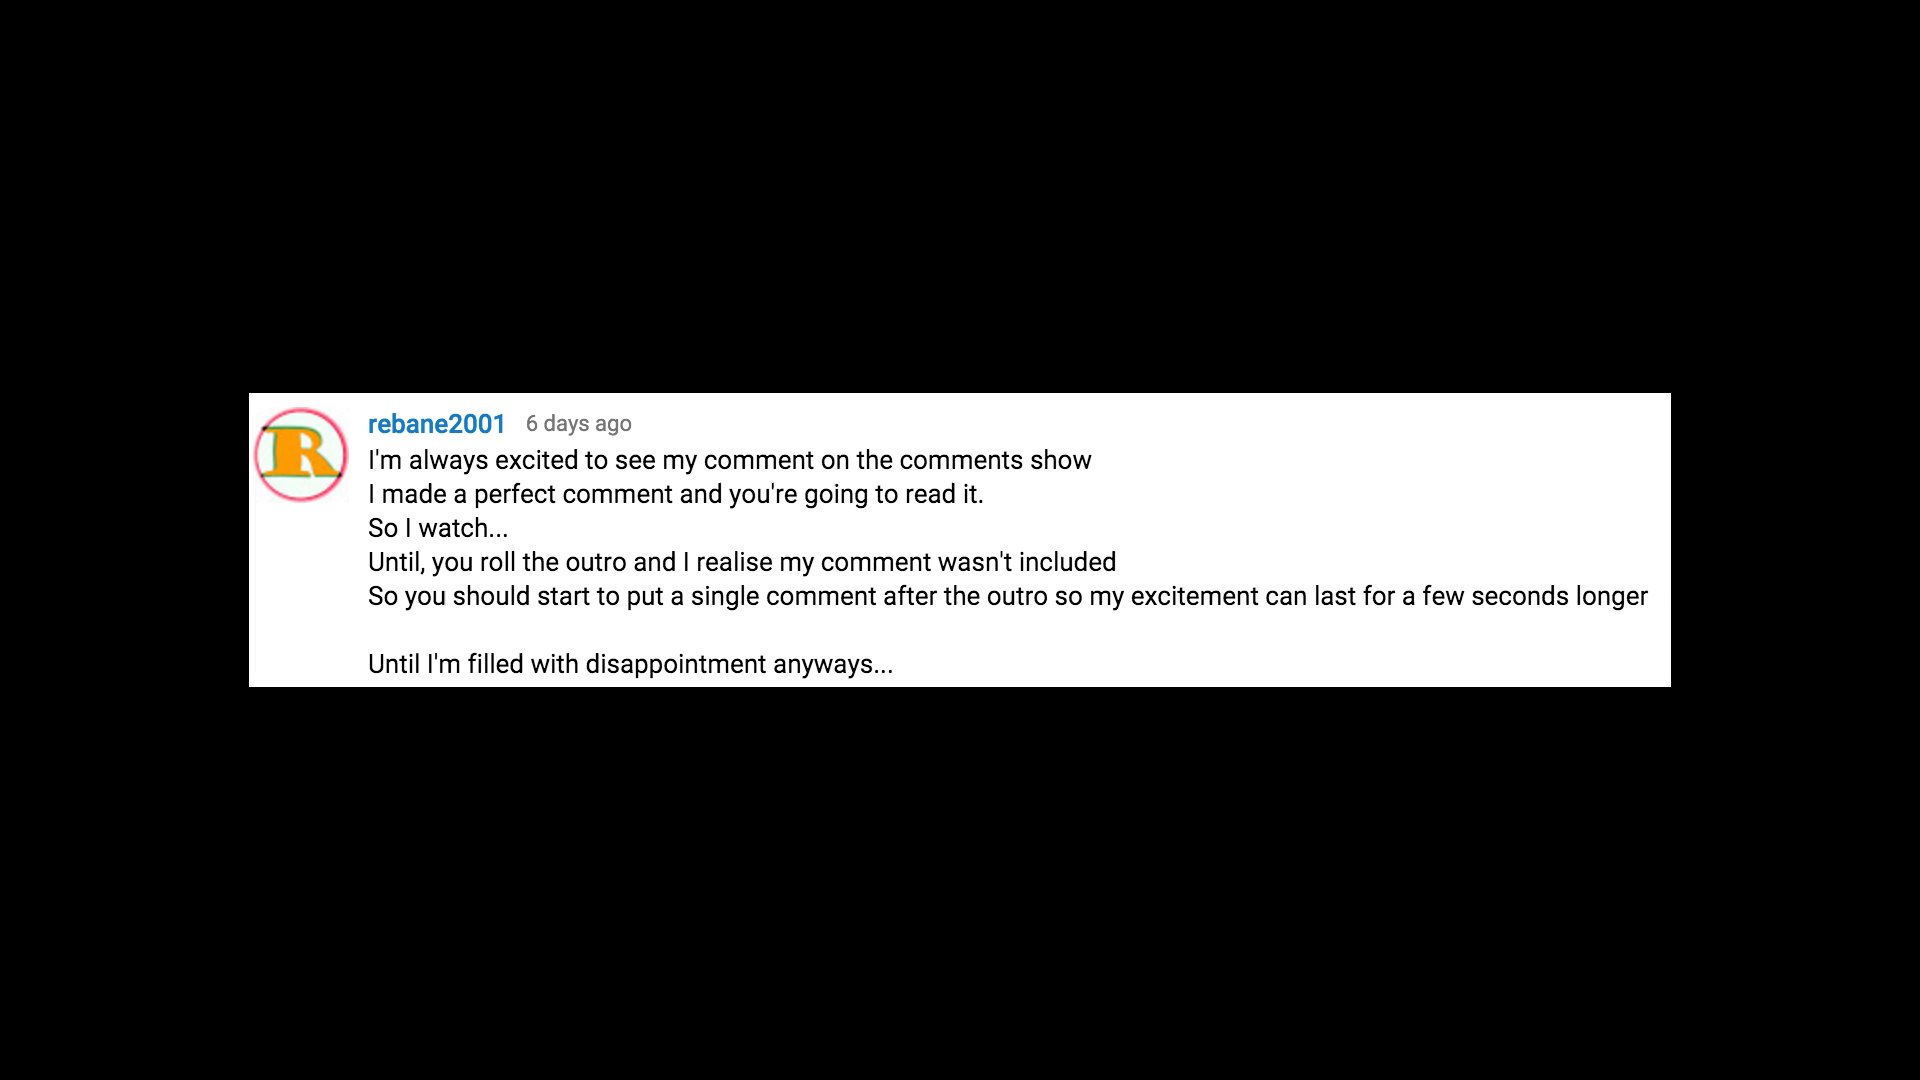 R
rebane2001 6 days ago
I'm always excited to see my comment on the comments show
I made a perfect comment and you're going to read it.
So I watch...
Until, you roll the outro and I realise my comment wasn't included
So you should start to put a single comment after the outro so my excitement can last for a few seconds longer
Until I'm filled with disappointment anyways...